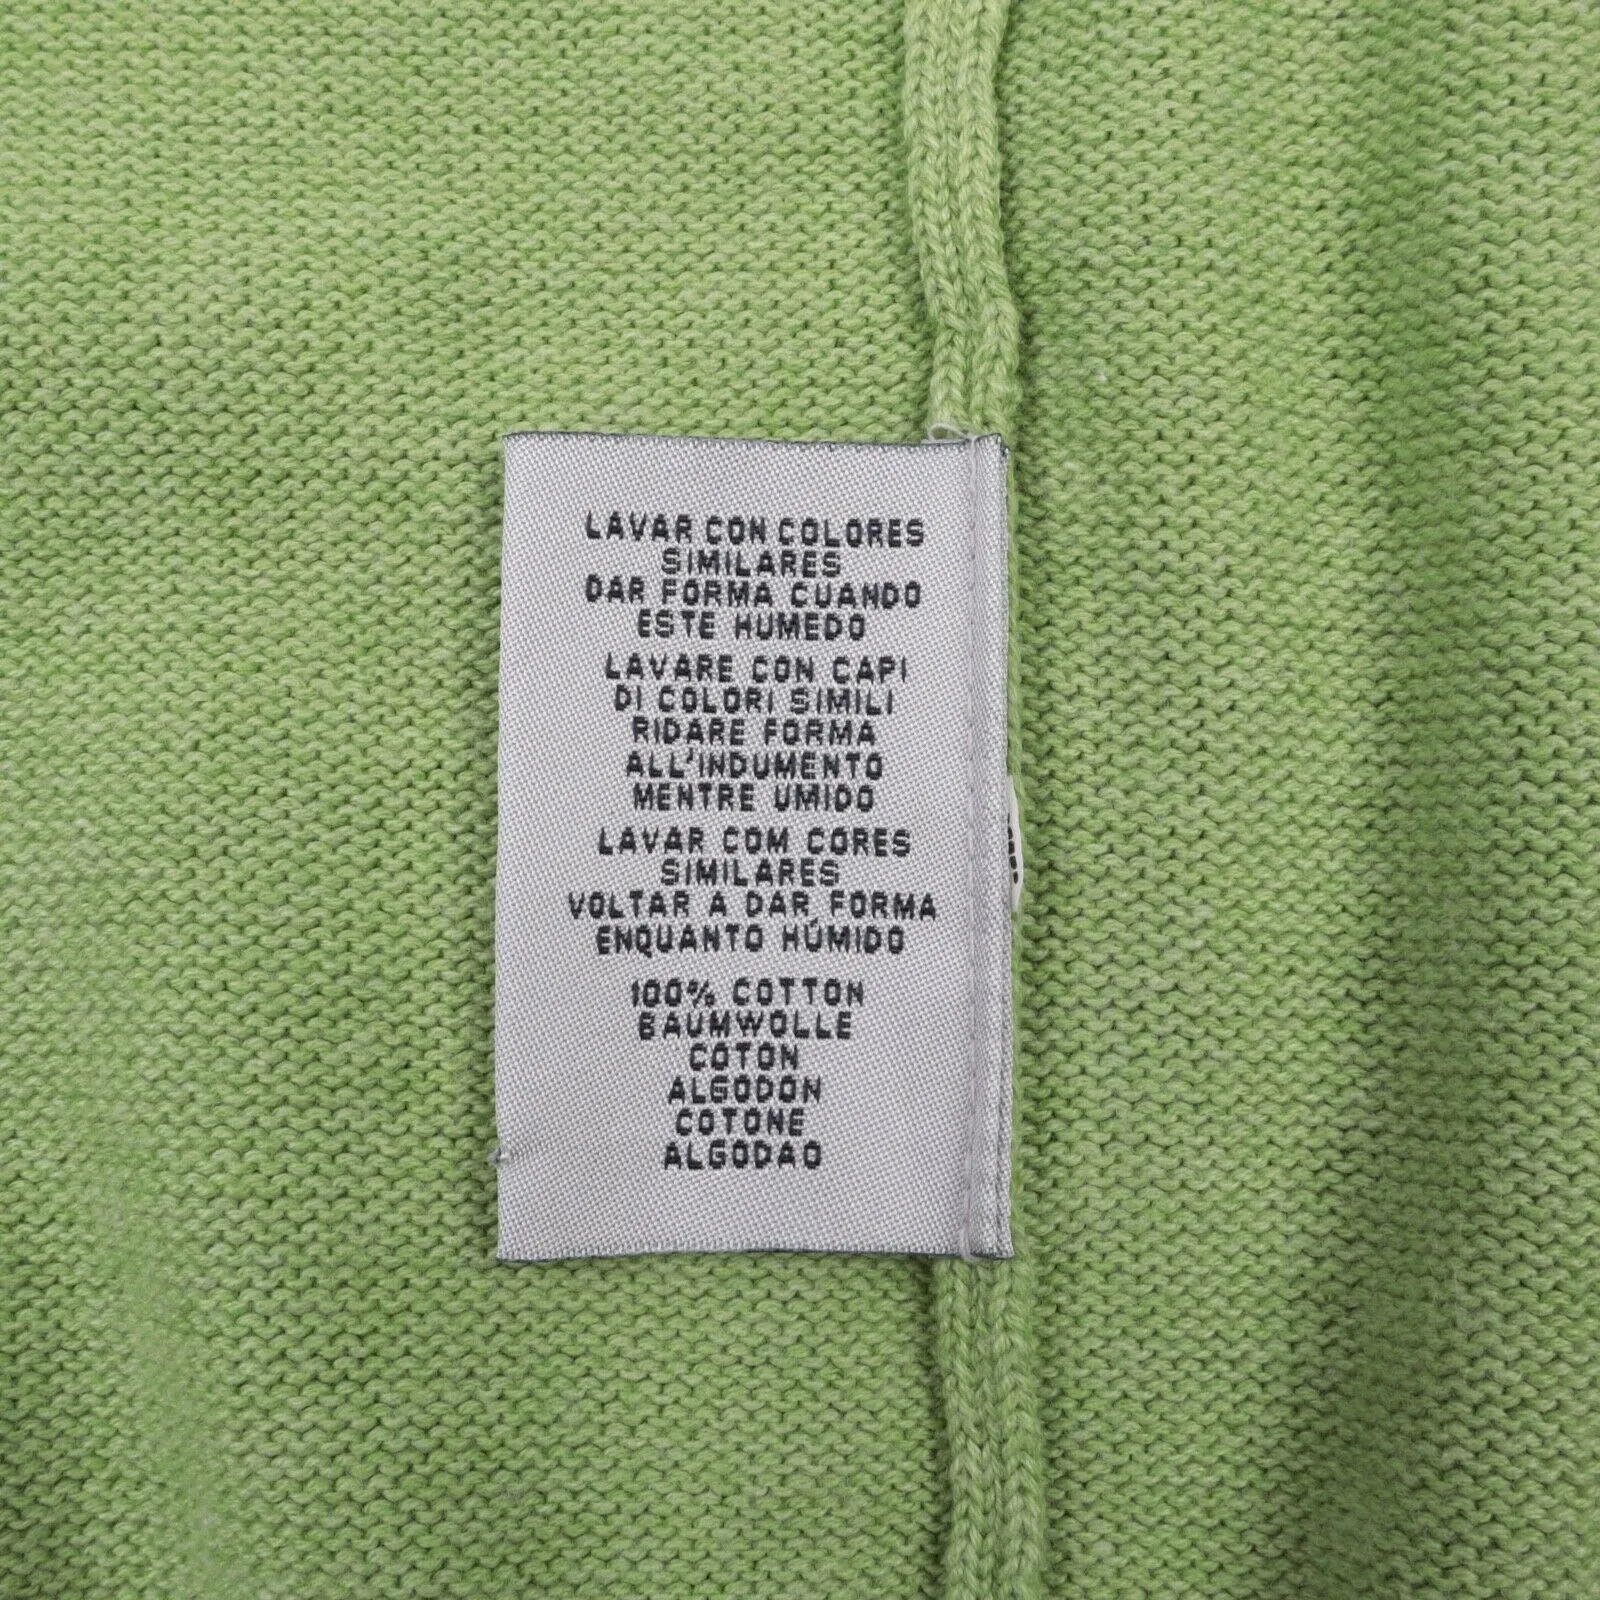 LAVAR CON COLORES
SIMILARES
DAR FORMA CUANDO
ESTE HUMEDO
LAVARE CON CAPI
DI COLORI SIMILI
RIDARE FORMA
ALL'INDUMENTO
MENTRE UMIDO
LAVAR COM CORES
SIMILARES
VOLTAR A DAR FORMA
ENQUANTO HÚMIDO
100% COTTON
BAUMWOLLE
COTON
ALGODON
COTONE
ALGODAO